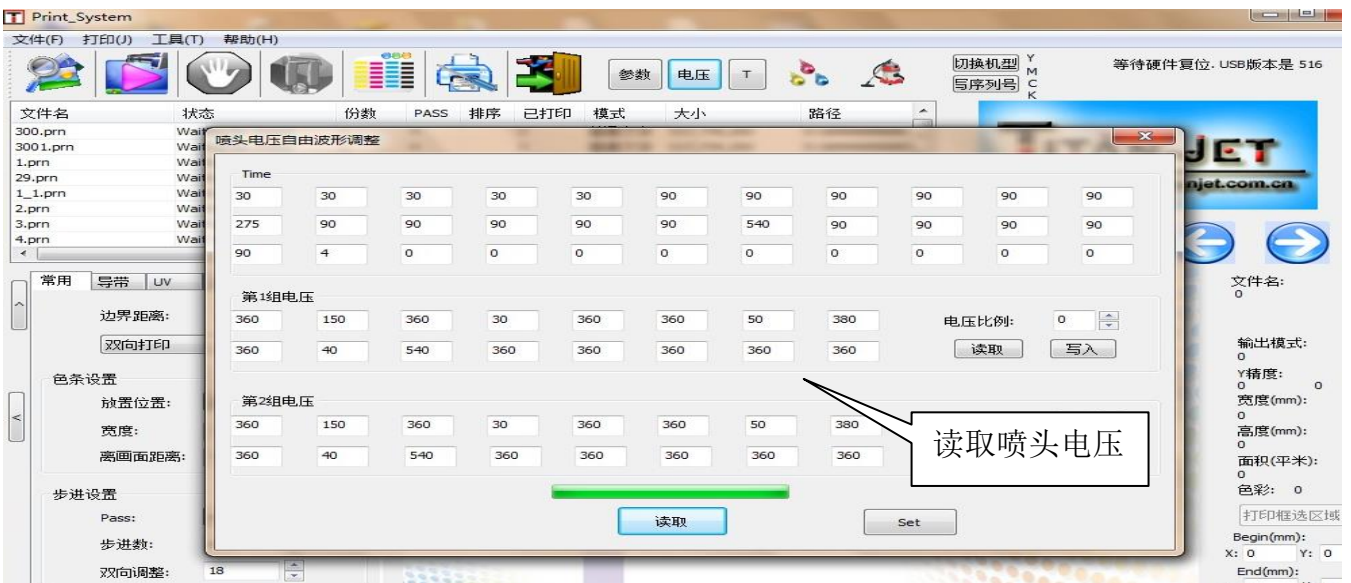 Print_System
文件(F) 打印(J) 工具(T) 帮助(H)
参数 电压 T 切换机型 写序列号 Y M C K 等待硬件复位. USB版本是 516
文件名 状态 份数 PASS 排序 已打印 模式 大小 路径
300.prn Wait
3001.prn Wait
1.prn Wait
29.prn Wait
1_1.prn Wait
2.prn Wait
3.prn Wait
4.prn Wait
JET
njet.com.cn
喷头电压自由波形调整
Time
30 30 30 30 30 90 90 90 90 90 90
275 90 90 90 90 90 540 90 90 90 90
90 4 0 0 0 0 0 0 0 0 0
第1组电压
360 150 360 30 360 360 50 380 电压比例: 0
360 40 540 360 360 360 360 360 读取 写入
第2组电压
360 150 360 30 360 360 50 380
360 40 540 360 360 360 360 360
读取喷头电压
读取 Set
常用 导带 UV
边界距离:
双向打印
色条设置
放置位置:
宽度:
离画面距离:
步进设置
Pass:
步进数:
双向调整: 18
文件名:
0
输出模式:
0
Y精度:
0 0
宽度(mm):
0
高度(mm):
0
面积(平米):
0
色彩: 0
打印框选区域
Begin(mm):
X: 0 Y: 0
End(mm):